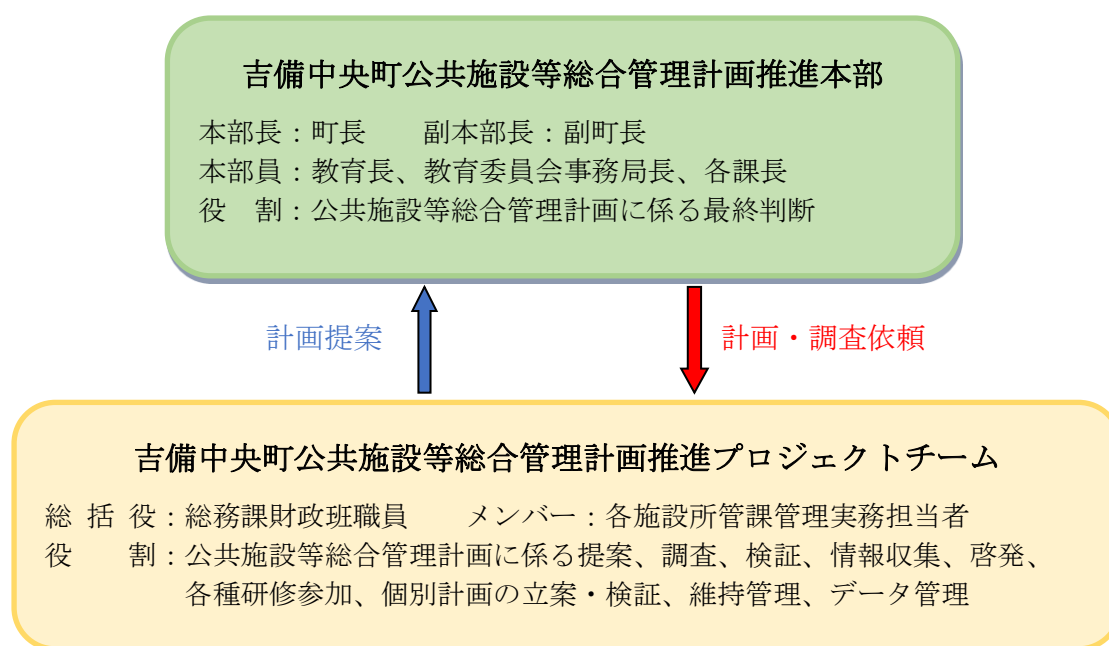 吉備中央町公共施設等総合管理計画推進本部
本部長：町長　　副本部長：副町長
本部員：教育長、教育委員会事務局長、各課長
役　割：公共施設等総合管理計画に係る最終判断
計画提案
計画・調査依頼
吉備中央町公共施設等総合管理計画推進プロジェクトチーム
総 括 役：総務課財政班職員　　メンバー：各施設所管課管理実務担当者
役　　割：公共施設等総合管理計画に係る提案、調査、検証、情報収集、啓発、
各種研修参加、個別計画の立案・検証、維持管理、データ管理